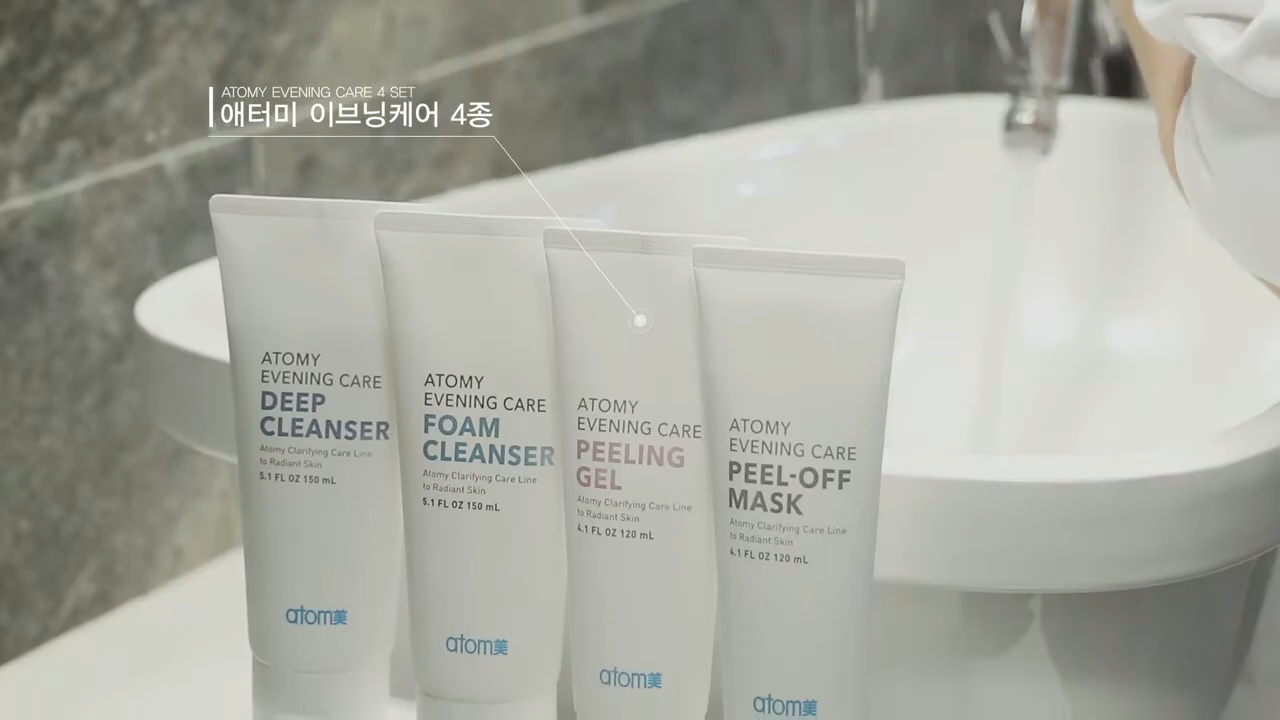 ATOMY EVENING CARE 4 SET
애터미 이브닝케어 4종
ATOMY
EVENING CARE
DEEP
CLEANSER
Atomy Clarifying Care Line
to Radiant Skin
5.1 FL OZ 150 mL
atom美
ATOMY
EVENING CARE
FOAM
CLEANSER
Atomy Clarifying Care Line
to Radiant Skin
5.1 FL OZ 150 mL
atom美
ATOMY
EVENING CARE
PEELING
GEL
Atomy Clarifying Care Line
to Radiant Skin
4.1 FL OZ 120 mL
atom美
ATOMY
EVENING CARE
PEEL-OFF
MASK
Atomy Clarifying Care Line
to Radiant Skin
4.1 FL OZ 120 mL
atom美